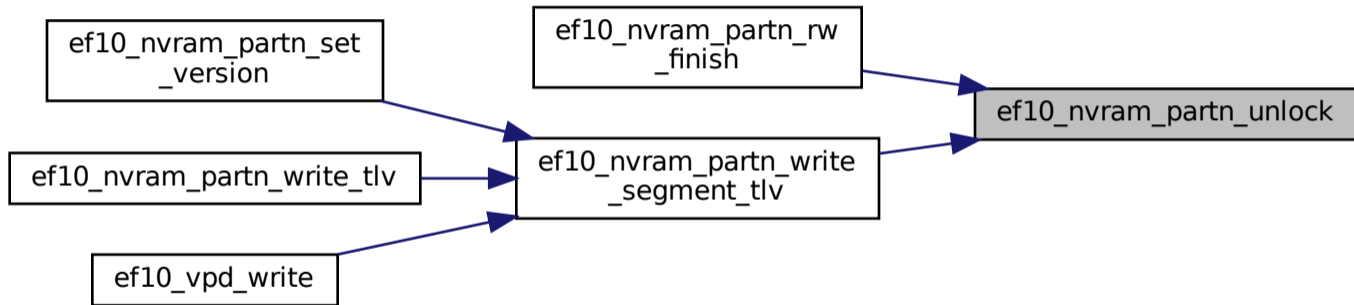 ef10_nvram_partn_set
_version
ef10_nvram_partn_write_tlv
ef10_vpd_write
ef10_nvram_partn_rw
_finish
ef10_nvram_partn_write
_segment_tlv
ef10_nvram_partn_unlock